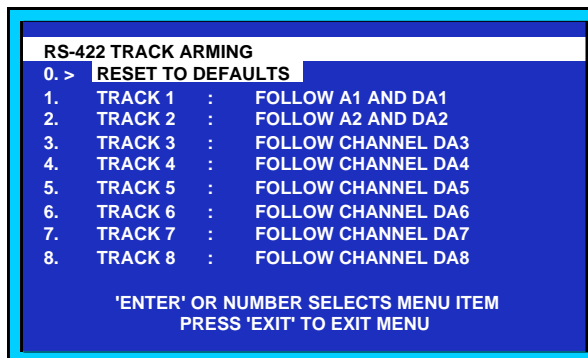 RS-422 TRACK ARMING
0. > RESET TO DEFAULTS
1. TRACK 1 : FOLLOW A1 AND DA1
2. TRACK 2 : FOLLOW A2 AND DA2
3. TRACK 3 : FOLLOW CHANNEL DA3
4. TRACK 4 : FOLLOW CHANNEL DA4
5. TRACK 5 : FOLLOW CHANNEL DA5
6. TRACK 6 : FOLLOW CHANNEL DA6
7. TRACK 7 : FOLLOW CHANNEL DA7
8. TRACK 8 : FOLLOW CHANNEL DA8
'ENTER' OR NUMBER SELECTS MENU ITEM
PRESS 'EXIT' TO EXIT MENU